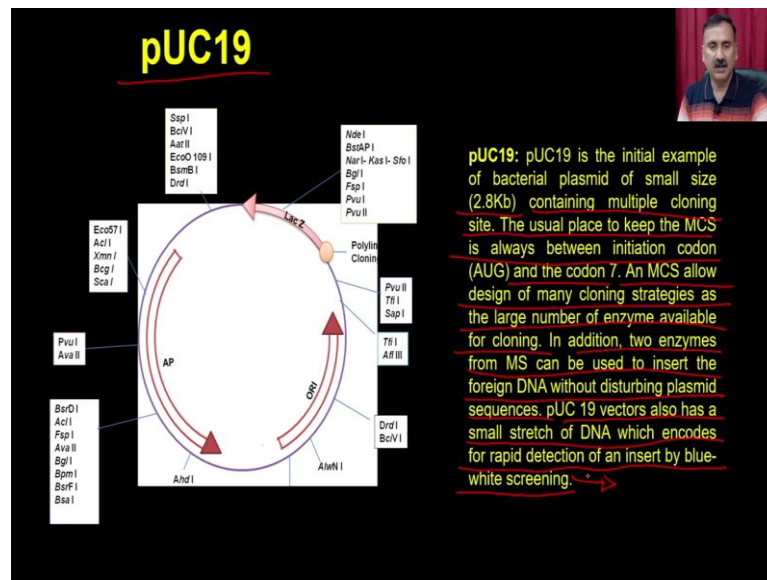 pUC19
Ssp I
BciV I
Aat II
EcoO 109 I
BsmB I
Drd I
Nde I
BstAP I
Nar I- Kas I- Sfo I
Bgl I
Fsp I
Pvu I
Pvu II
Lac Z
Polylin
Cloning
Eco57 I
Acl I
Xmn I
Bcg I
Sca I
Pvu II
Tfi I
Sap I
Tfi I
Afl III
Pvu I
Ava II
AP
ORI
BsrD I
Acl I
Fsp I
Ava II
Bgl I
Bpm I
BsrF I
Bsa I
Drd I
BciV I
AlwN I
Ahd I
pUC19: pUC19 is the initial example
of bacterial plasmid of small size
(2.8Kb) containing multiple cloning
site. The usual place to keep the MCS
is always between initiation codon
(AUG) and the codon 7. An MCS allow
design of many cloning strategies as
the large number of enzyme available
for cloning. In addition, two enzymes
from MS can be used to insert the
foreign DNA without disturbing plasmid
sequences. pUC 19 vectors also has a
small stretch of DNA which encodes
for rapid detection of an insert by blue-
white screening.